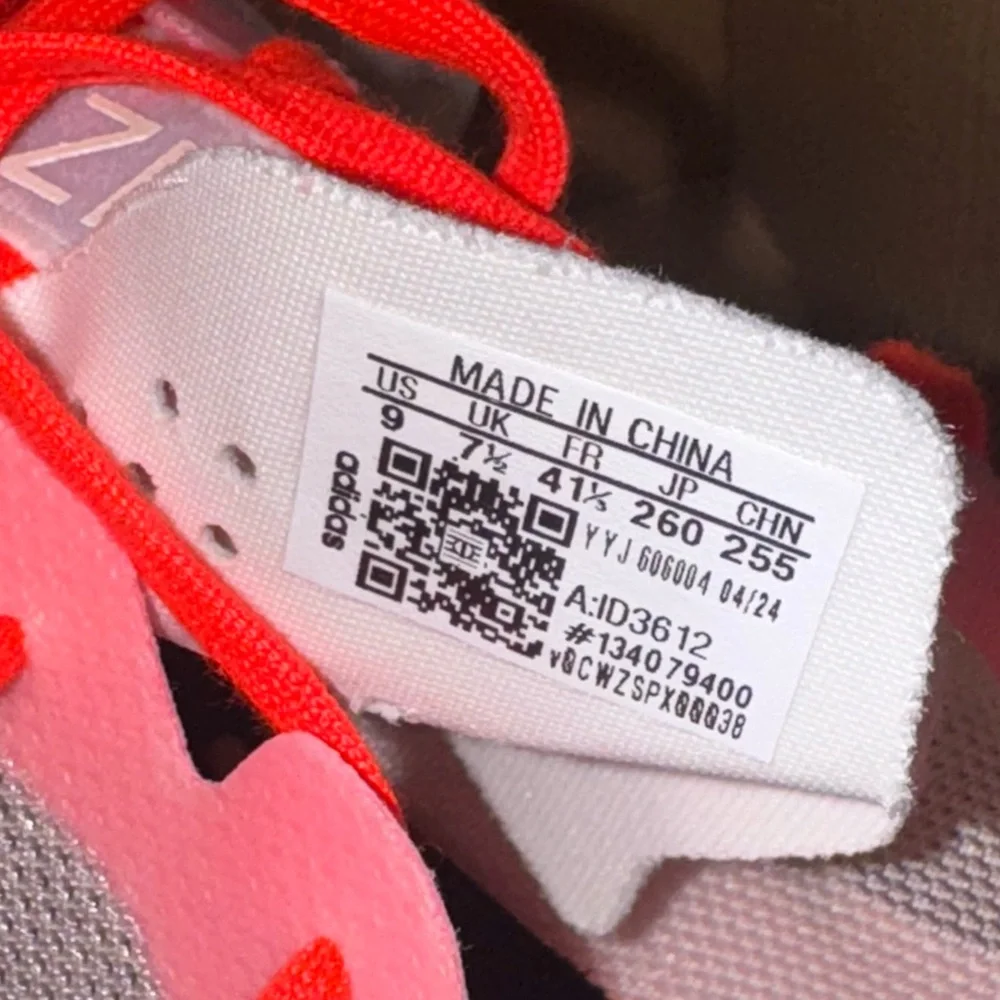 MADE IN CHINA
US UK FR JP CHN
9 7½ 41⅓ 260 255
adidas
YYJ 606004 04/24
A:ID3612
#134079400